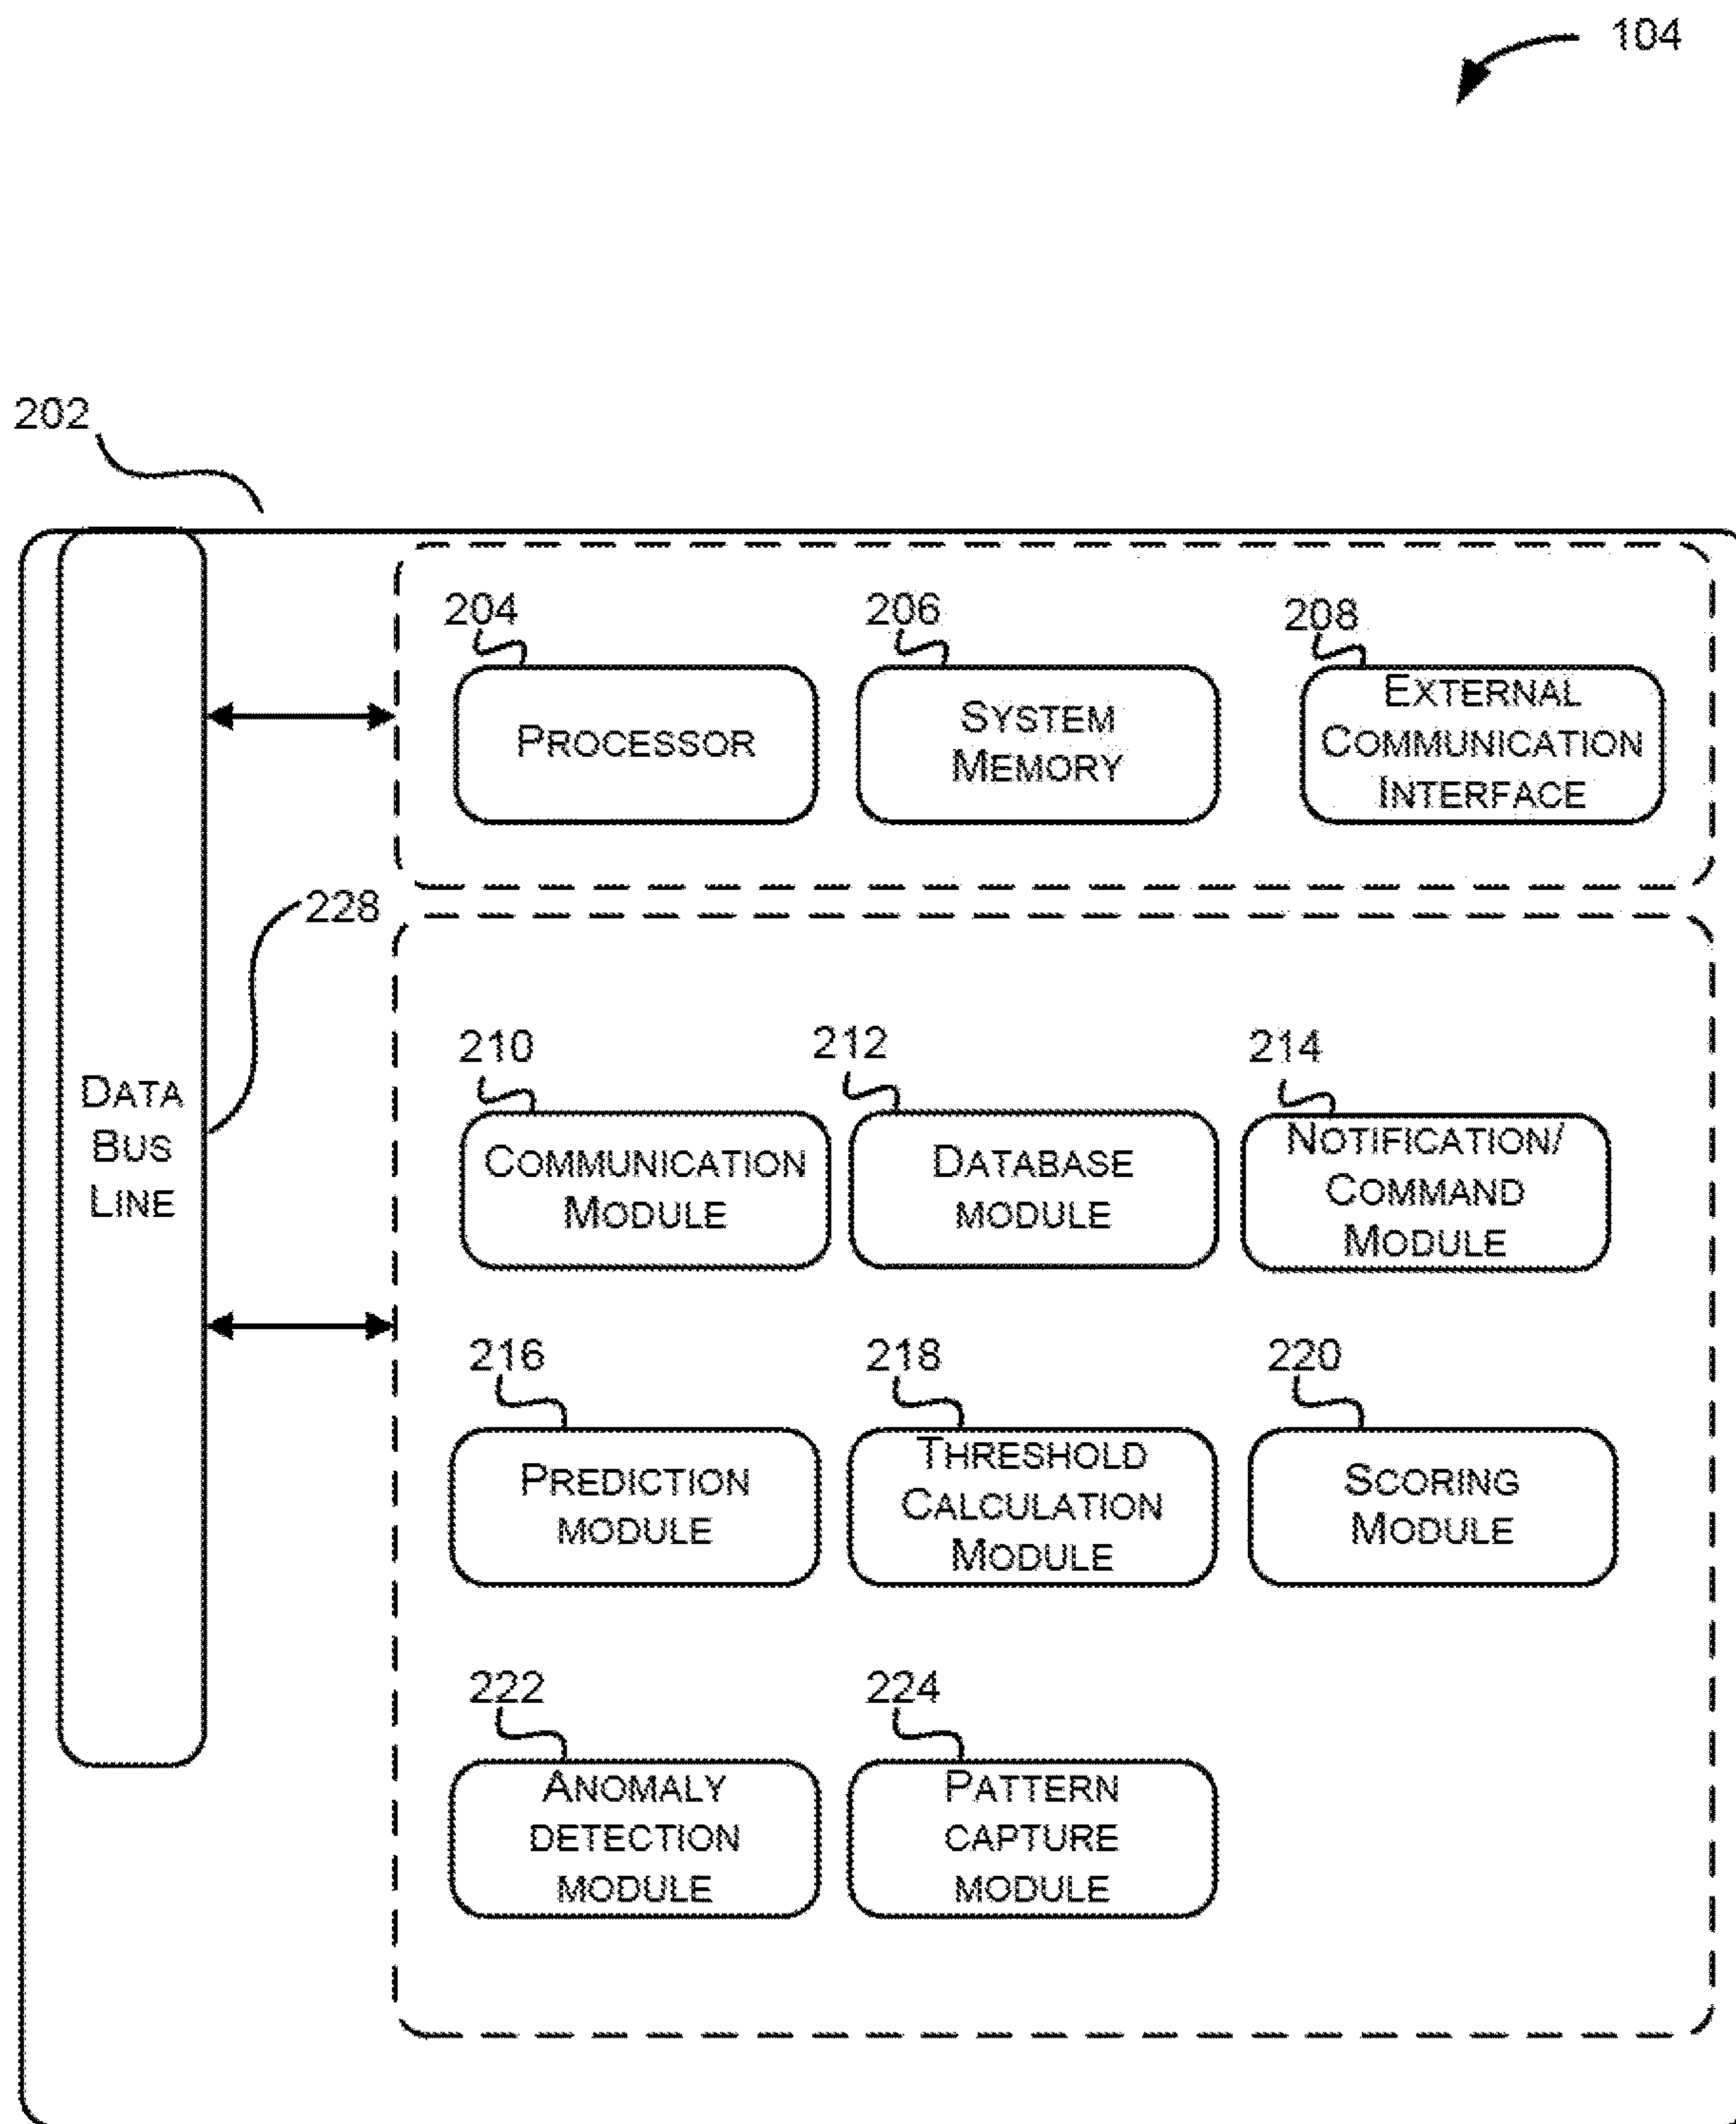 104
202
204
206
208
PROCESSOR
SYSTEM
MEMORY
EXTERNAL
COMMUNICATION
INTERFACE
228
DATA
BUS
LINE
210
212
214
COMMUNICATION
MODULE
DATABASE
MODULE
NOTIFICATION/
COMMAND
MODULE
216
218
220
PREDICTION
MODULE
THRESHOLD
CALCULATION
MODULE
SCORING
MODULE
222
224
ANOMALY
DETECTION
MODULE
PATTERN
CAPTURE
MODULE